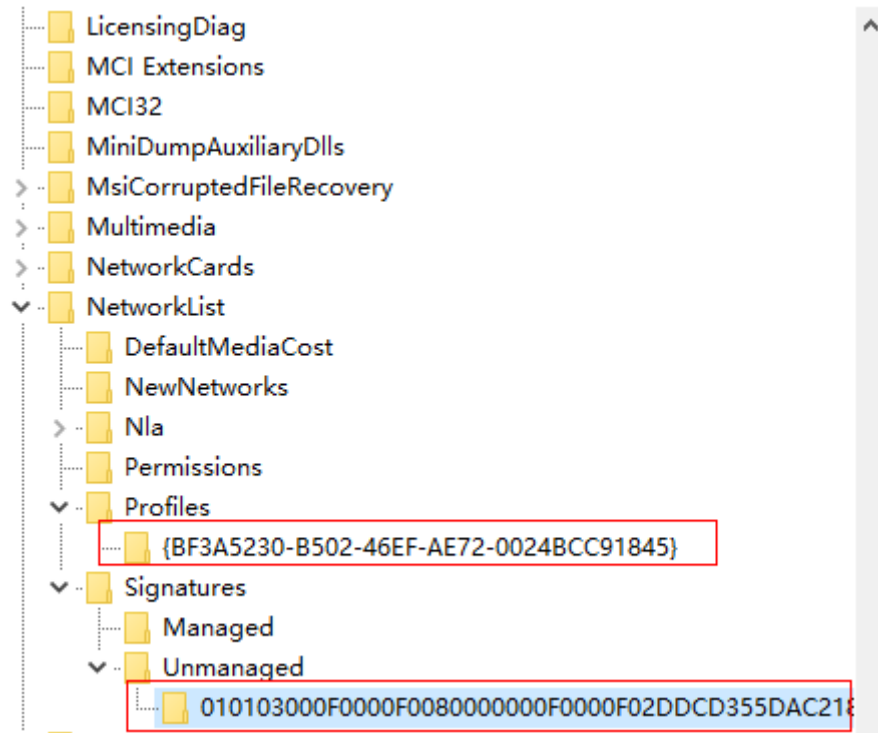 LicensingDiag
MCI Extensions
MCI32
MiniDumpAuxiliaryDlls
MsiCorruptedFileRecovery
Multimedia
NetworkCards
NetworkList
DefaultMediaCost
NewNetworks
Nla
Permissions
Profiles
{BF3A5230-B502-46EF-AE72-0024BCC91845}
Signatures
Managed
Unmanaged
010103000F0000F0080000000F0000F02DDCD355DAC218